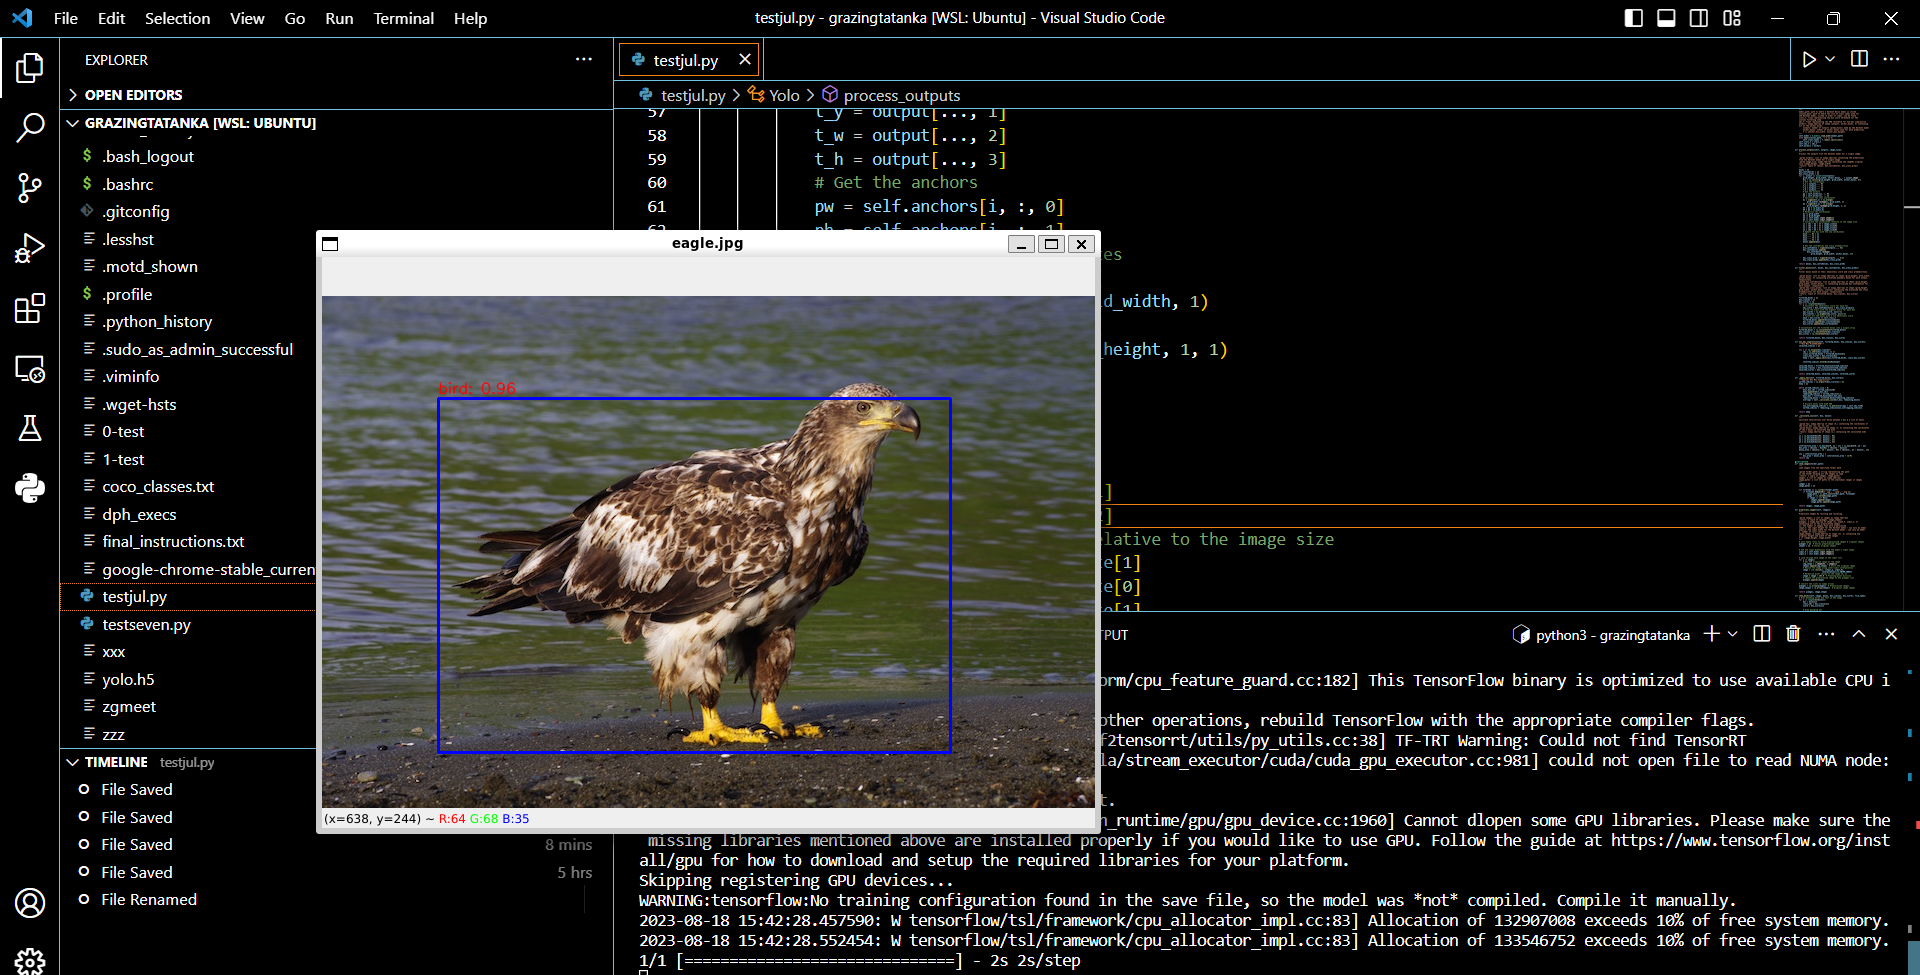 File Edit Selection View Go Run Terminal Help
testjul.py - grazingtatanka [WSL: Ubuntu] - Visual Studio Code
EXPLORER
OPEN EDITORS
GRAZINGTATANKA [WSL: UBUNTU]
$ .bash_logout
$ .bashrc
.gitconfig
.lesshst
.motd_shown
$ .profile
.python_history
.sudo_as_admin_successful
.viminfo
.wget-hsts
0-test
1-test
coco_classes.txt
dph_execs
final_instructions.txt
google-chrome-stable_curren
testjul.py
testseven.py
xxx
yolo.h5
zgmeet
zzz
TIMELINE testjul.py
File Saved
File Saved
File Saved 8 mins
File Saved 5 hrs
File Renamed
testjul.py
testjul.py > Yolo > process_outputs
57 t_y = output[..., 1]
58 t_w = output[..., 2]
59 t_h = output[..., 3]
60 # Get the anchors
61 pw = self.anchors[i, :, 0]
62 ph = self.anchors[i, :, 1]
es
ld_width, 1)
_height, 1, 1)
]
]
elative to the image size
e[1]
e[0]
e[1]
eagle.jpg
bird: 0.96
(x=638, y=244) ~ R:64 G:68 B:35
TPUT
python3 - grazingtatanka
orm/cpu_feature_guard.cc:182] This TensorFlow binary is optimized to use available CPU i
other operations, rebuild TensorFlow with the appropriate compiler flags.
f2tensorrt/utils/py_utils.cc:38] TF-TRT Warning: Could not find TensorRT
la/stream_executor/cuda/cuda_gpu_executor.cc:981] could not open file to read NUMA node:
t.
n_runtime/gpu/gpu_device.cc:1960] Cannot dlopen some GPU libraries. Please make sure the
missing libraries mentioned above are installed properly if you would like to use GPU. Follow the guide at https://www.tensorflow.org/inst
all/gpu for how to download and setup the required libraries for your platform.
Skipping registering GPU devices...
WARNING:tensorflow:No training configuration found in the save file, so the model was *not* compiled. Compile it manually.
2023-08-18 15:42:28.457590: W tensorflow/tsl/framework/cpu_allocator_impl.cc:83] Allocation of 132907008 exceeds 10% of free system memory.
2023-08-18 15:42:28.552454: W tensorflow/tsl/framework/cpu_allocator_impl.cc:83] Allocation of 133546752 exceeds 10% of free system memory.
1/1 [==============================] - 2s 2s/step